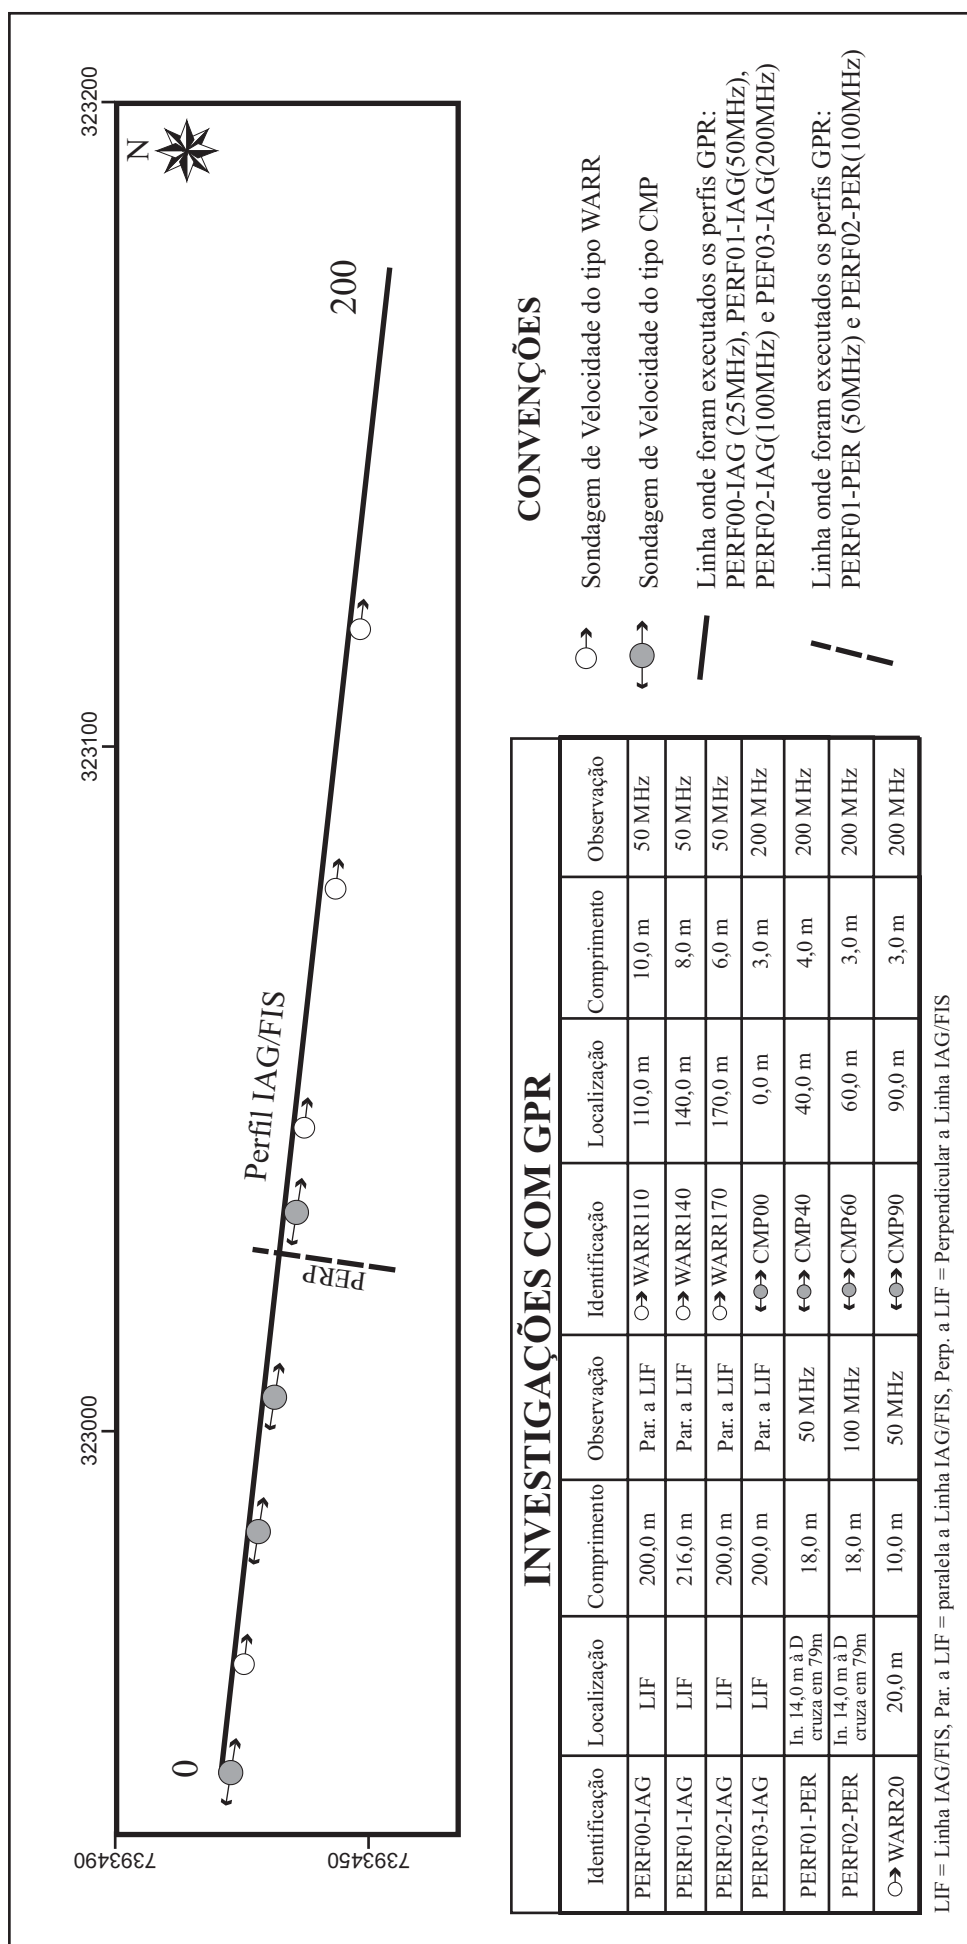 323000
323100
323200
7393490
7393450
N
0
200
Perfil IAG/FIS
PERP
INVESTIGAÇÕES COM GPR
Identificação Localização Comprimento Observação Identificação Localização Comprimento Observação
PERF00-IAG LIF 200,0 m Par. a LIF WARR110 110,0 m 10,0 m 50 MHz
PERF01-IAG LIF 216,0 m Par. a LIF WARR140 140,0 m 8,0 m 50 MHz
PERF02-IAG LIF 200,0 m Par. a LIF WARR170 170,0 m 6,0 m 50 MHz
PERF03-IAG LIF 200,0 m Par. a LIF CMP00 0,0 m 3,0 m 200 MHz
PERF01-PER In. 14,0 m à D cruza em 79m 18,0 m 50 MHz CMP40 40,0 m 4,0 m 200 MHz
PERF02-PER In. 14,0 m à D cruza em 79m 18,0 m 100 MHz CMP60 60,0 m 3,0 m 200 MHz
WARR20 20,0 m 10,0 m 50 MHz CMP90 90,0 m 3,0 m 200 MHz
LIF = Linha IAG/FIS, Par. a LIF = paralela a Linha IAG/FIS, Perp. a LIF = Perpendicular a Linha IAG/FIS
CONVENÇÕES
Sondagem de Velocidade do tipo WARR
Sondagem de Velocidade do tipo CMP
Linha onde foram executados os perfis GPR:
PERF00-IAG (25MHz), PERF01-IAG(50MHz),
PERF02-IAG(100MHz) e PEF03-IAG(200MHz)
Linha onde foram executados os perfis GPR:
PERF01-PER (50MHz) e PERF02-PER(100MHz)